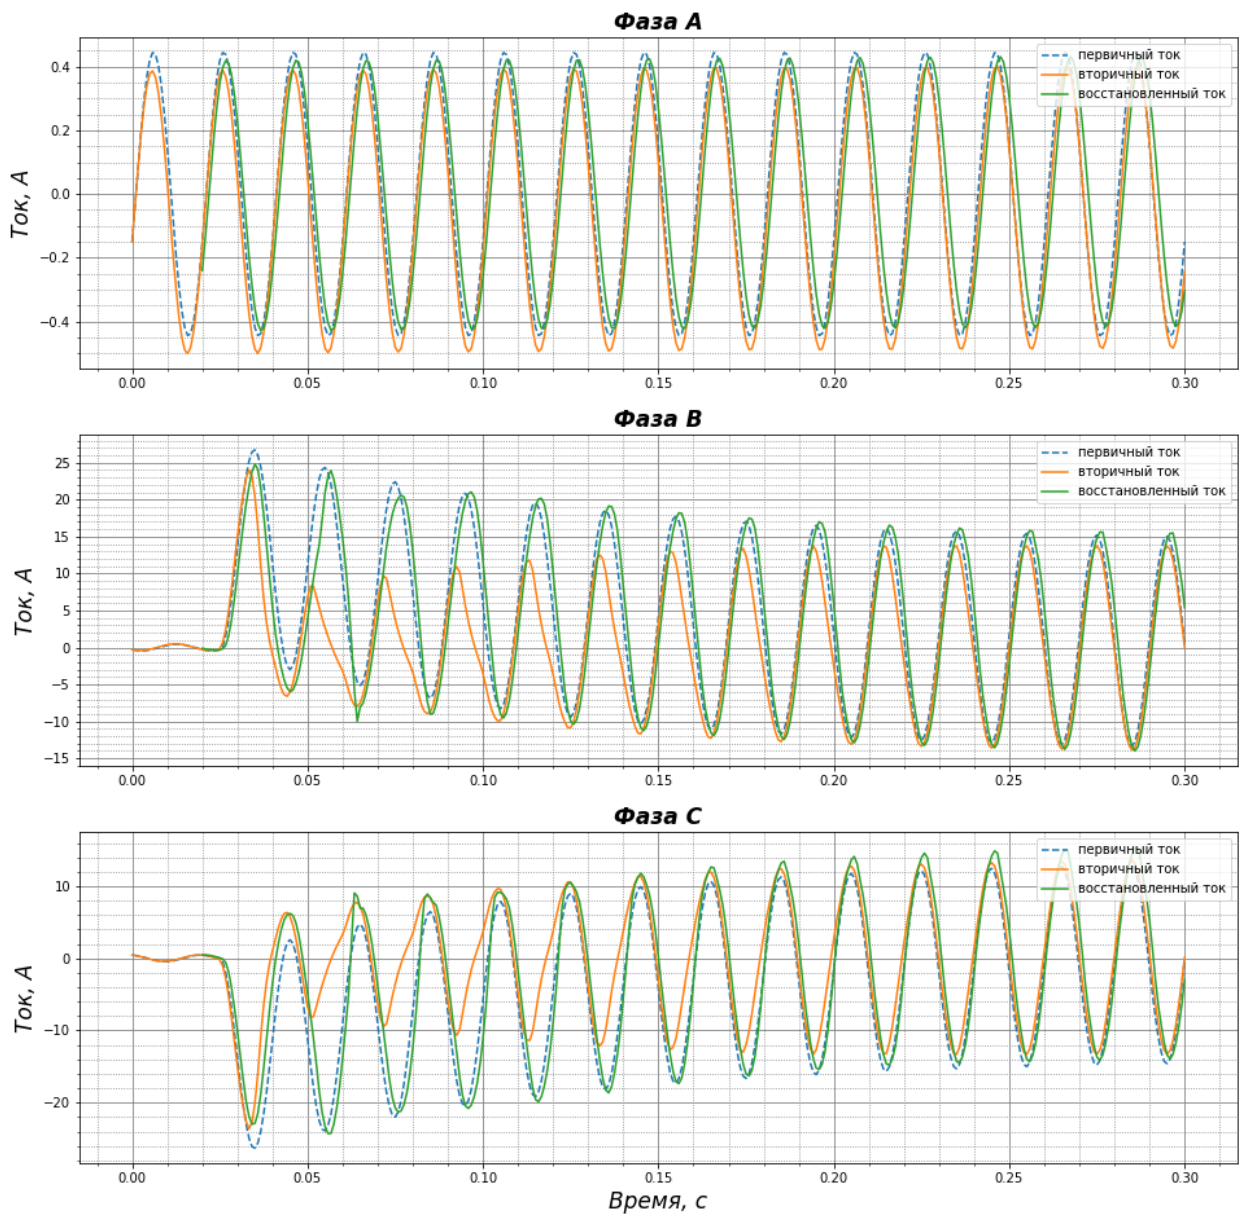 Фаза А
Ток, А
0.4
0.2
0.0
−0.2
−0.4
первичный ток
вторичный ток
восстановленный ток
0.00 0.05 0.10 0.15 0.20 0.25 0.30
Фаза В
Ток, А
25
20
15
10
5
0
−5
−10
−15
первичный ток
вторичный ток
восстановленный ток
0.00 0.05 0.10 0.15 0.20 0.25 0.30
Фаза С
Ток, А
10
0
−10
−20
первичный ток
вторичный ток
восстановленный ток
0.00 0.05 0.10 0.15 0.20 0.25 0.30
Время, с